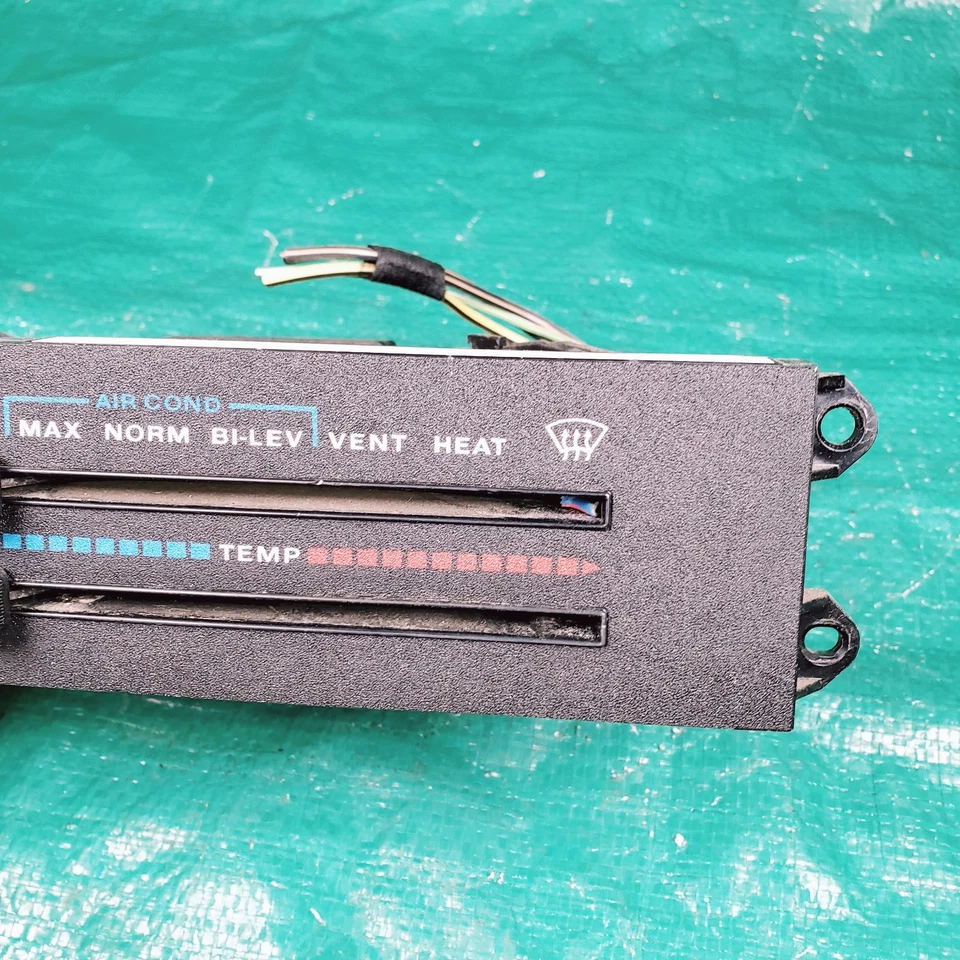 AIR COND
MAX NORM BI-LEV VENT HEAT
TEMP